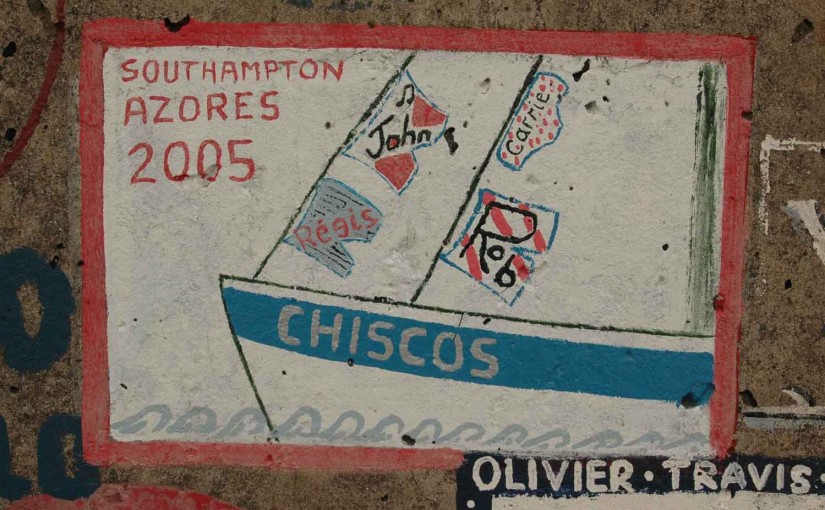 SOUTHAMPTON
AZORES
2005
John
Carrie
Régis
Rob
CHISCOS
OLIVIER · TRAVIS ·